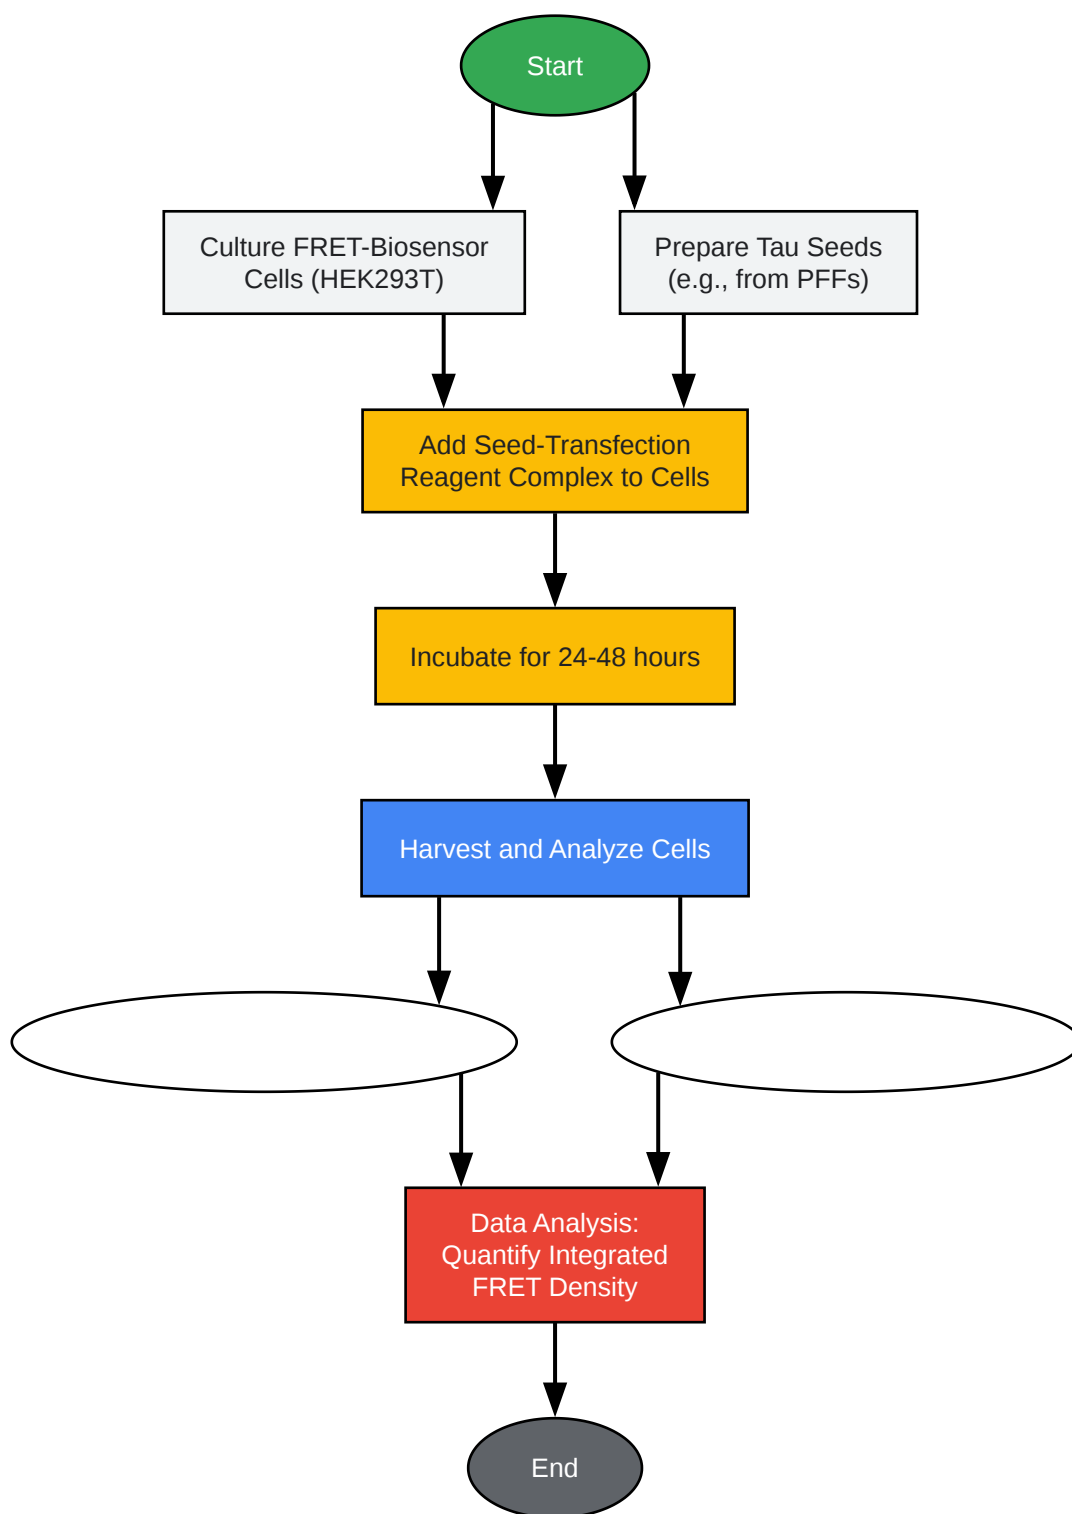 Start
Culture FRET-Biosensor
Cells (HEK293T)
Prepare Tau Seeds
(e.g., from PFFs)
Add Seed-Transfection
Reagent Complex to Cells
Incubate for 24-48 hours
Harvest and Analyze Cells
Data Analysis:
Quantify Integrated
FRET Density
End